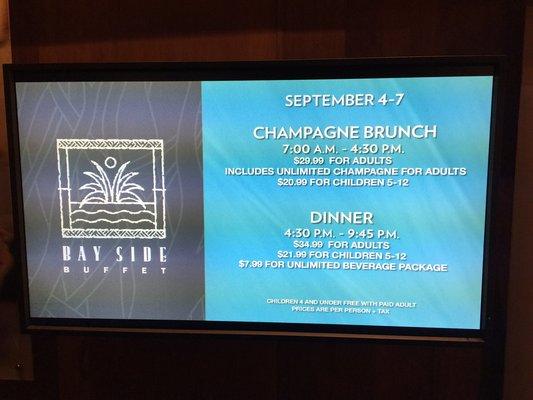 BAY SIDE
BUFFET
SEPTEMBER 4-7
CHAMPAGNE BRUNCH
7:00 A.M. - 4:30 P.M.
$29.99 FOR ADULTS
INCLUDES UNLIMITED CHAMPAGNE FOR ADULTS
$20.99 FOR CHILDREN 5-12
DINNER
4:30 P.M. - 9:45 P.M.
$34.99 FOR ADULTS
$21.99 FOR CHILDREN 5-12
$7.99 FOR UNLIMITED BEVERAGE PACKAGE
CHILDREN 4 AND UNDER FREE WITH PAID ADULT
PRICES ARE PER PERSON + TAX